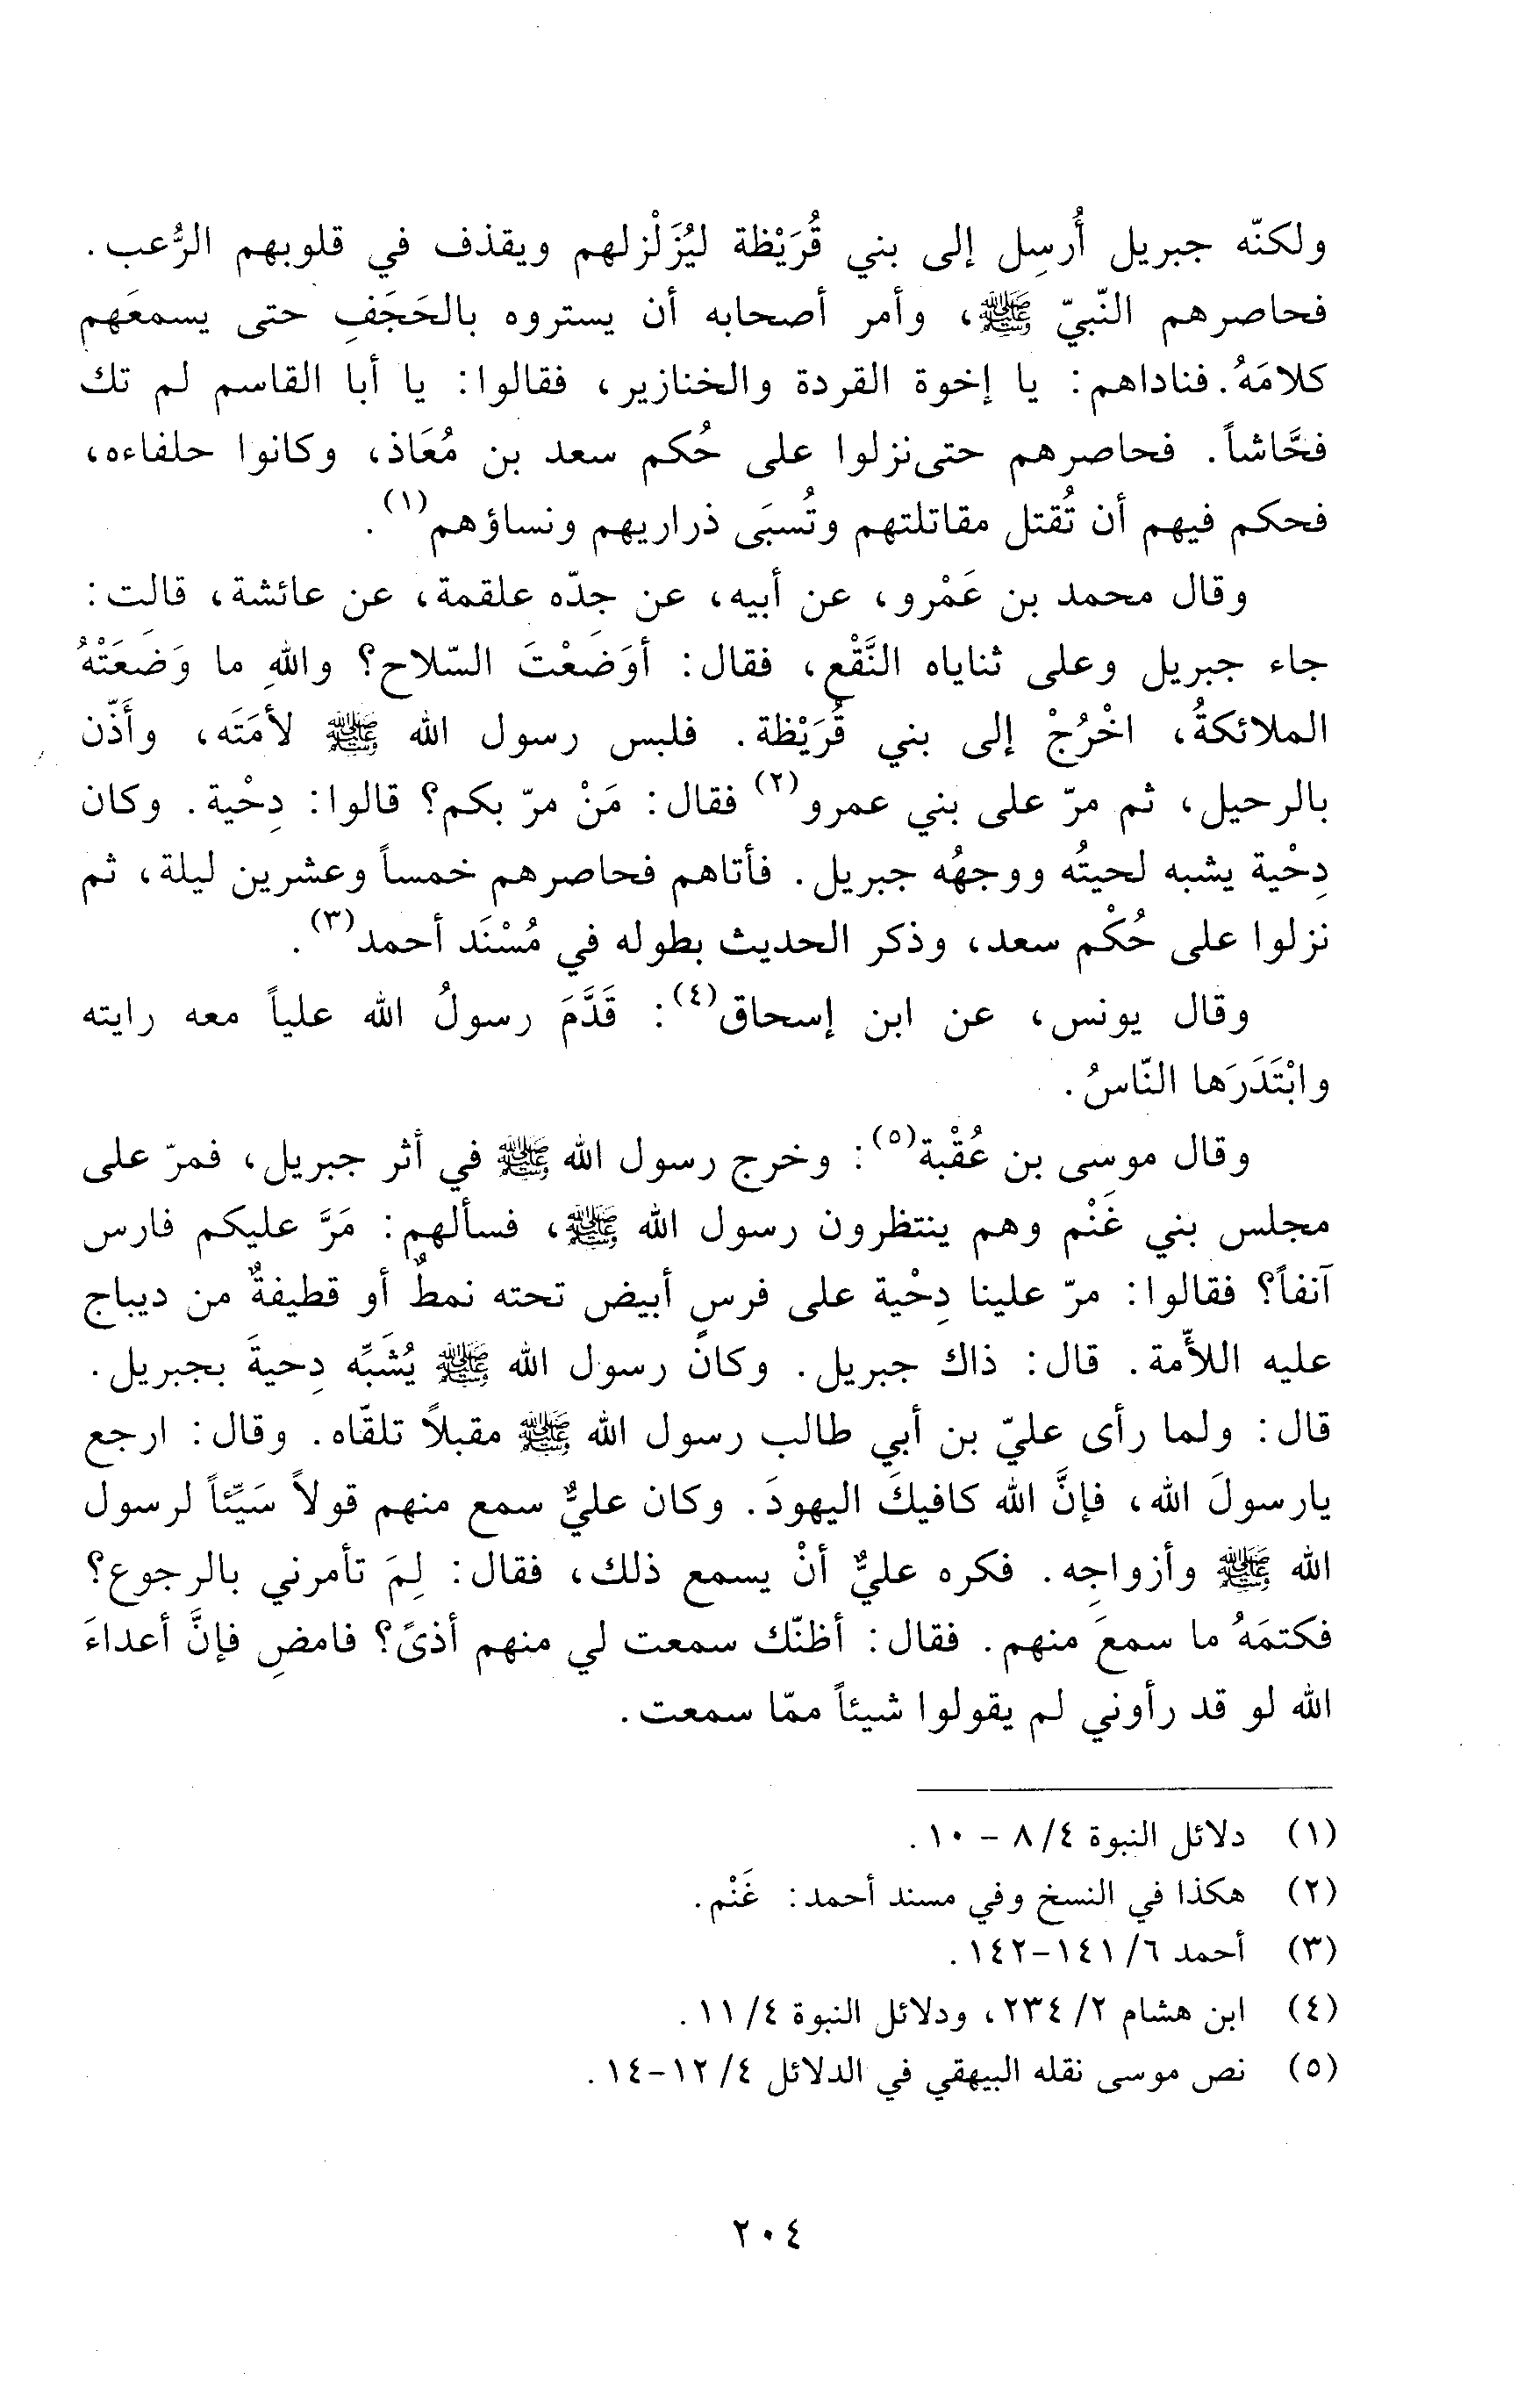 ولكنّه جبريل أُرسِل إلى بني قُرَيْظة ليُزَلْزلهم ويقذف في قلوبهم الرُّعب.
فحاصرهم النّبيّ ﷺ، وأمر أصحابه أن يستروه بالحَجَفِ حتى يسمعَهم
كلامَهُ. فناداهم: يا إخوة القردة والخنازير، فقالوا: يا أبا القاسم لم تك
فحَّاشاً. فحاصرهم حتى نزلوا على حُكم سعد بن مُعَاذ، وكانوا حلفاءه،
فحكم فيهم أن تُقتل مقاتلتهم وتُسبَى ذراريهم ونساؤهم(١).
وقال محمد بن عَمْرو، عن أبيه، عن جدّه علقمة، عن عائشة، قالت:
جاء جبريل وعلى ثناياه النَّقْع، فقال: أوَضَعْتَ السّلاح؟ واللهِ ما وَضَعَتْهُ
الملائكةُ، اخْرُجْ إلى بني قُرَيْظة. فلبس رسول الله ﷺ لأمَتَه، وأَذّن
بالرحيل، ثم مرّ على بني عمرو(٢) فقال: مَنْ مرّ بكم؟ قالوا: دِحْية. وكان
دِحْية يشبه لحيتُه ووجهُه جبريل. فأتاهم فحاصرهم خمساً وعشرين ليلة، ثم
نزلوا على حُكْم سعد، وذكر الحديث بطوله في مُسْنَد أحمد(٣).
وقال يونس، عن ابن إسحاق(٤): قَدَّمَ رسولُ الله علياً معه رايته
وابْتَدَرَها النّاسُ.
وقال موسى بن عُقْبة(٥): وخرج رسول الله ﷺ في أثر جبريل، فمرّ على
مجلس بني غَنْم وهم ينتظرون رسول الله ﷺ، فسألهم: مَرَّ عليكم فارس
آنفاً؟ فقالوا: مرّ علينا دِحْية على فرسٍ أبيض تحته نمطٌ أو قطيفةٌ من ديباج
عليه اللأّمة. قال: ذاك جبريل. وكان رسول الله ﷺ يُشَبِّه دِحيةَ بجبريل.
قال: ولما رأى عليّ بن أبي طالب رسول الله ﷺ مقبلاً تلقّاه. وقال: ارجع
يارسولَ الله، فإنَّ الله كافيكَ اليهودَ. وكان عليٌّ سمع منهم قولاً سَيِّئاً لرسول
الله ﷺ وأزواجِه. فكره عليٌّ أنْ يسمع ذلك، فقال: لِمَ تأمرني بالرجوع؟
فكتمَهُ ما سمعَ منهم. فقال: أظنّك سمعت لي منهم أذىً؟ فامضِ فإنَّ أعداءَ
الله لو قد رأوني لم يقولوا شيئاً ممّا سمعت.
(١) دلائل النبوة ٤/ ٨ - ١٠.
(٢) هكذا في النسخ وفي مسند أحمد: غَنْم.
(٣) أحمد ٦/ ١٤١-١٤٢.
(٤) ابن هشام ٢/ ٢٣٤، ودلائل النبوة ٤/ ١١.
(٥) نص موسى نقله البيهقي في الدلائل ٤/ ١٢-١٤.
٢٠٤